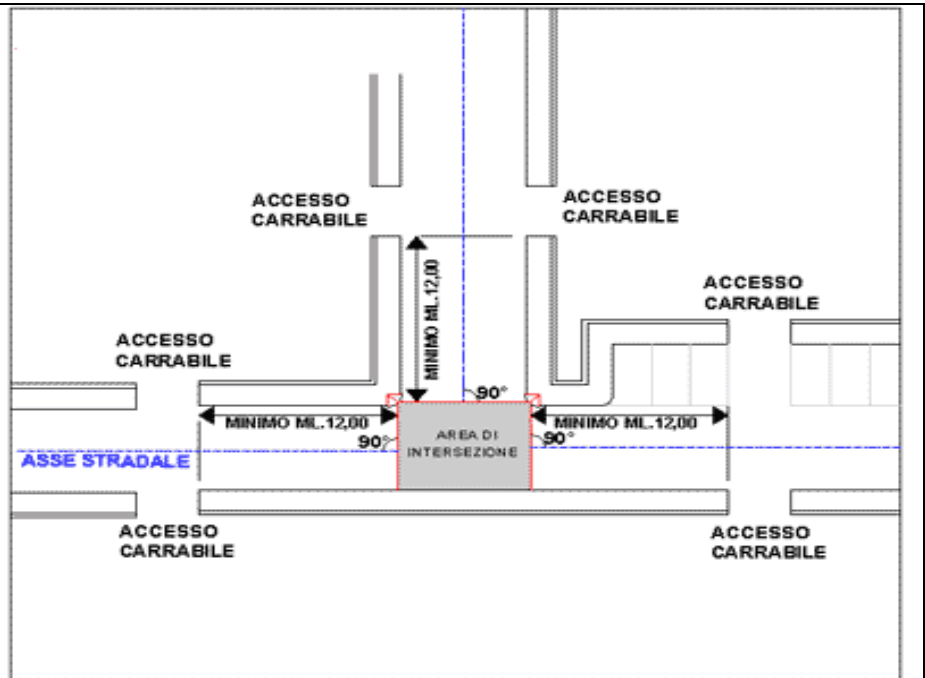 ACCESSO
CARRABILE
ACCESSO
CARRABILE
MINIMO ML.12,00
ACCESSO
CARRABILE
ACCESSO
CARRABILE
90°
MINIMO ML.12,00
MINIMO ML.12,00
90°
AREA DI
INTERSEZIONE
90°
ASSE STRADALE
ACCESSO
CARRABILE
ACCESSO
CARRABILE